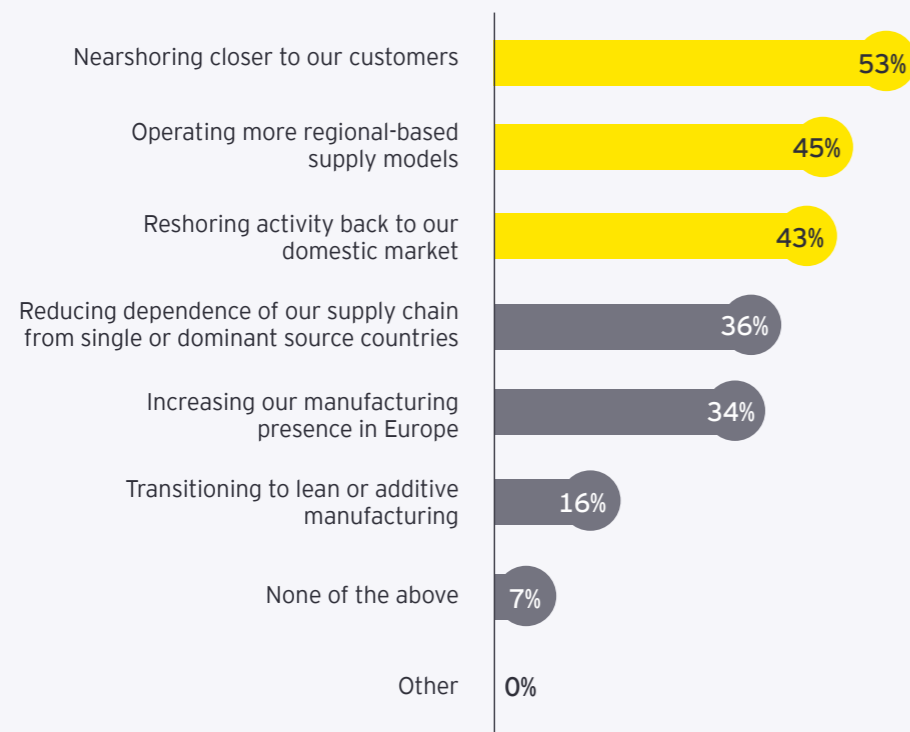 Nearshoring closer to our customers
53%
Operating more regional-based
supply models
45%
Reshoring activity back to our
domestic market
43%
Reducing dependence of our supply chain
from single or dominant source countries
36%
Increasing our manufacturing
presence in Europe
34%
Transitioning to lean or additive
manufacturing
16%
None of the above
7%
Other
0%